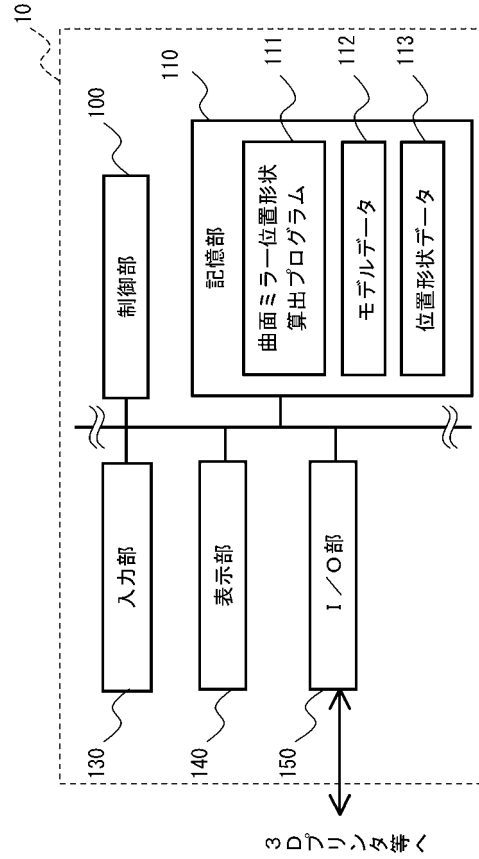 10
100
制御部
110
記憶部
111
曲面ミラー位置形状
算出プログラム
112
モデルデータ
113
位置形状データ
入力部
130
表示部
140
I/O部
150
3Dプリンタ等へ